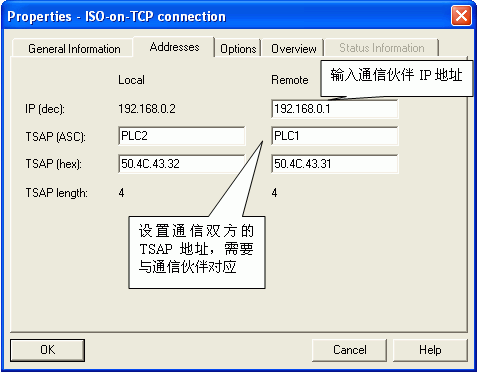 Properties - ISO-on-TCP connection
General Information Addresses Options Overview Status Information
Local Remote
输入通信伙伴 IP 地址
IP (dec): 192.168.0.2 192.168.0.1
TSAP (ASC): PLC2 PLC1
TSAP (hex): 50.4C.43.32 50.4C.43.31
TSAP length: 4 4
设置通信双方的
TSAP 地址，需要
与通信伙伴对应
OK Cancel Help